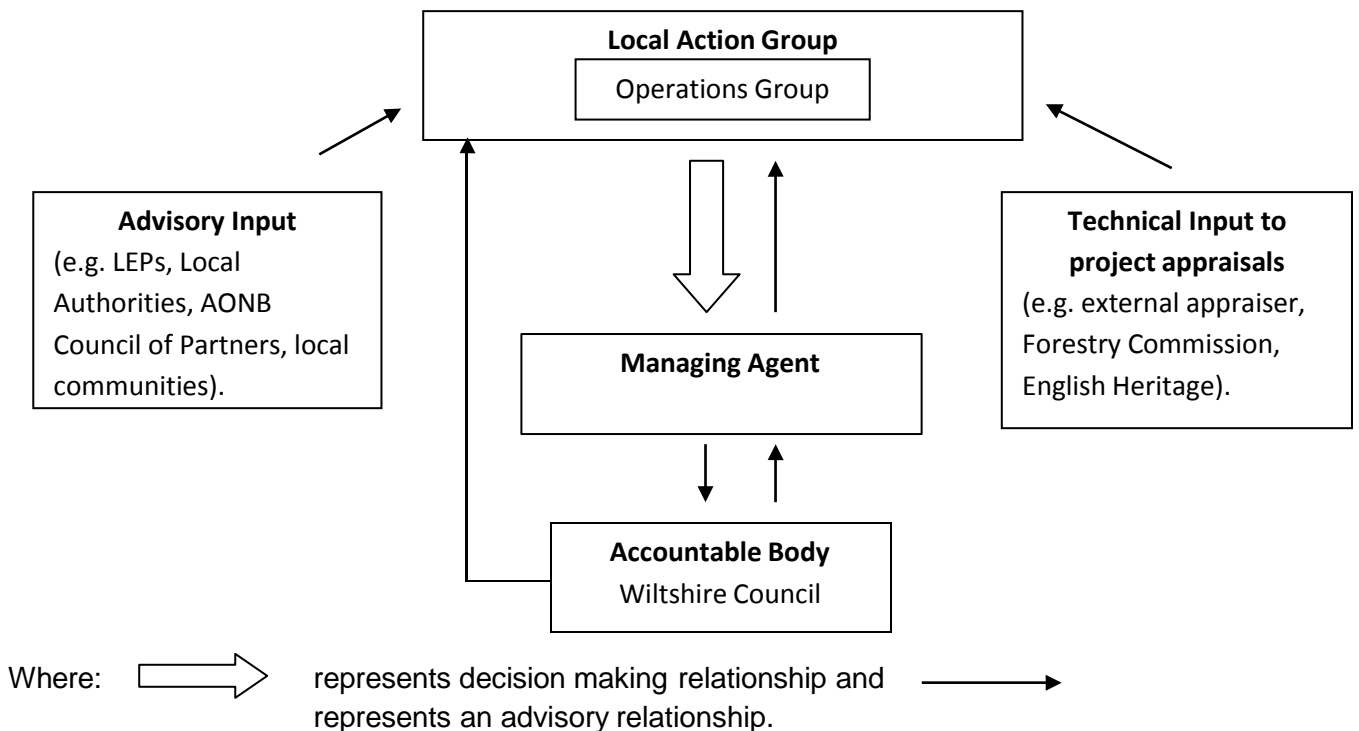 Local Action Group
Operations Group
Advisory Input
(e.g. LEPs, Local
Authorities, AONB
Council of Partners, local
communities).
Technical Input to
project appraisals
(e.g. external appraiser,
Forestry Commission,
English Heritage).
Managing Agent
Accountable Body
Wiltshire Council
Where:
represents decision making relationship and
represents an advisory relationship.